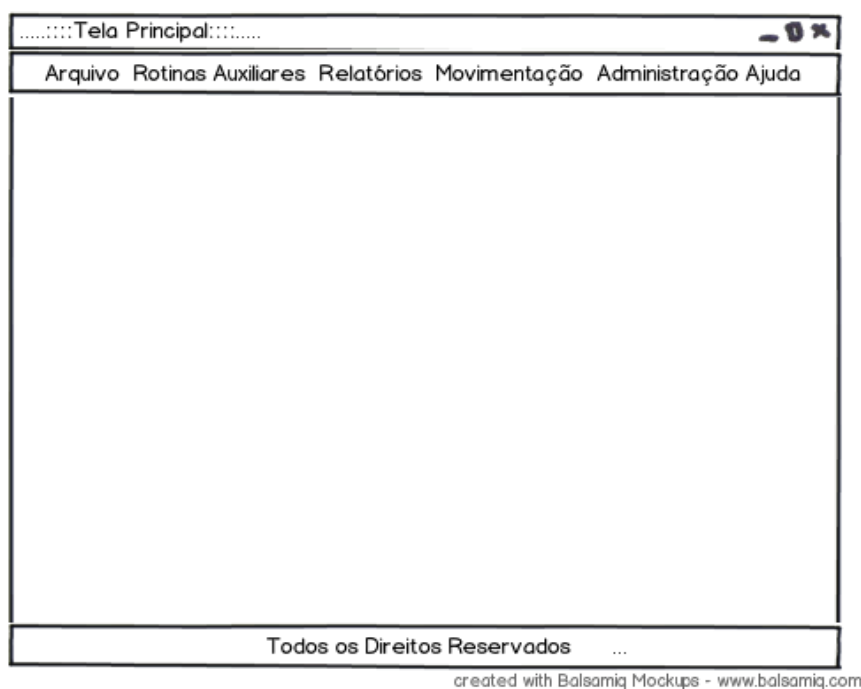 .....::::Tela Principal::::.....
Arquivo Rotinas Auxiliares Relatórios Movimentação Administração Ajuda
Todos os Direitos Reservados ...
created with Balsamiq Mockups - www.balsamiq.com